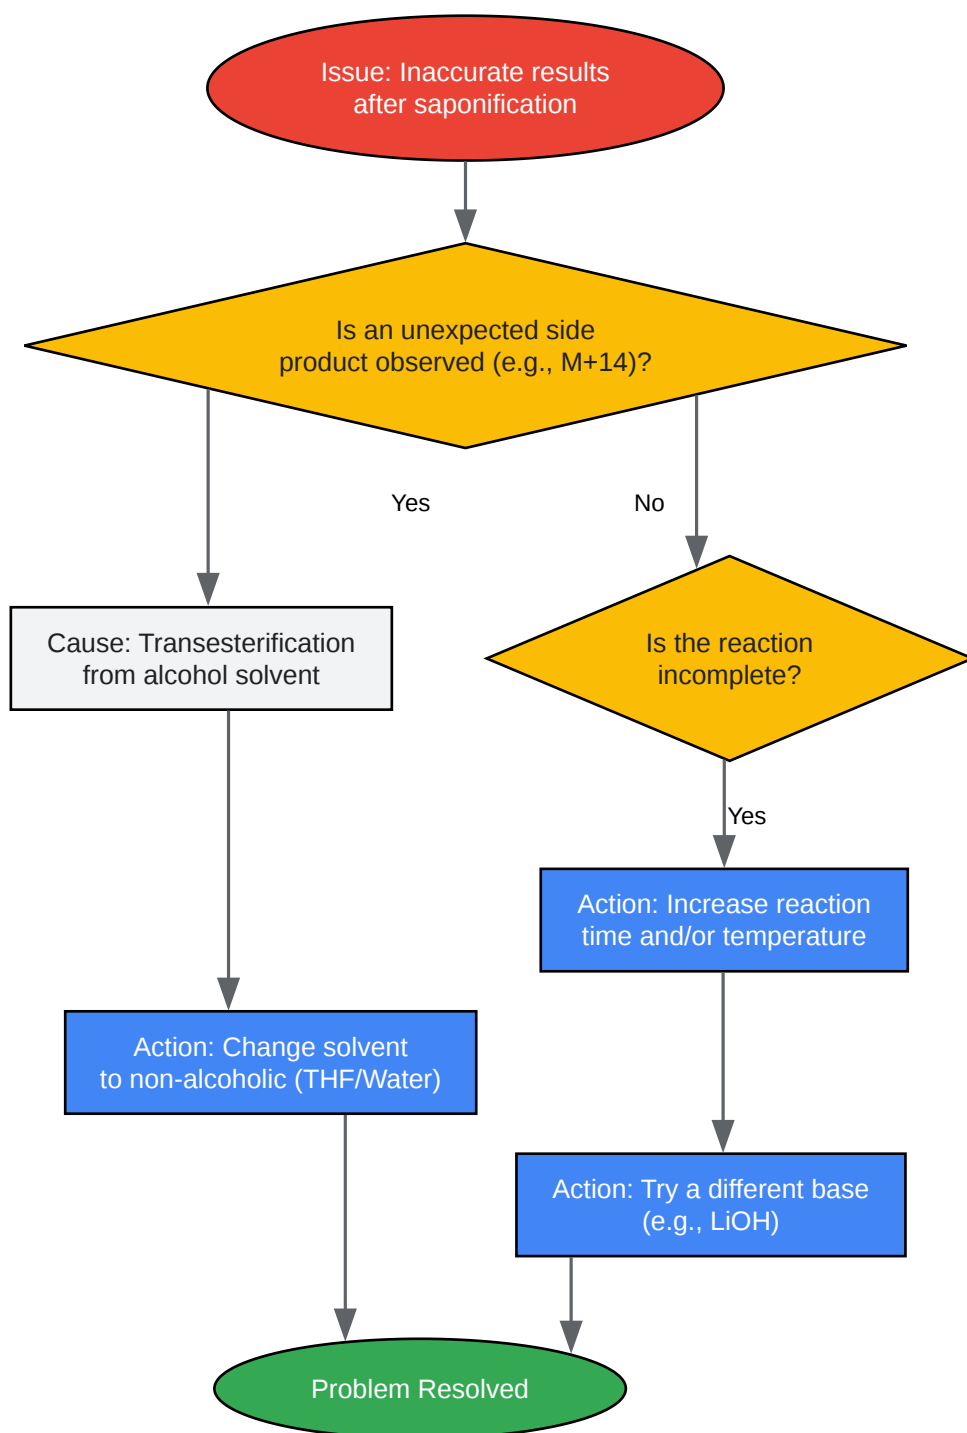 Issue: Inaccurate results
after saponification
Is an unexpected side
product observed (e.g., M+14)?
Yes
No
Cause: Transesterification
from alcohol solvent
Is the reaction
incomplete?
Yes
Action: Increase reaction
time and/or temperature
Action: Change solvent
to non-alcoholic (THF/Water)
Action: Try a different base
(e.g., LiOH)
Problem Resolved